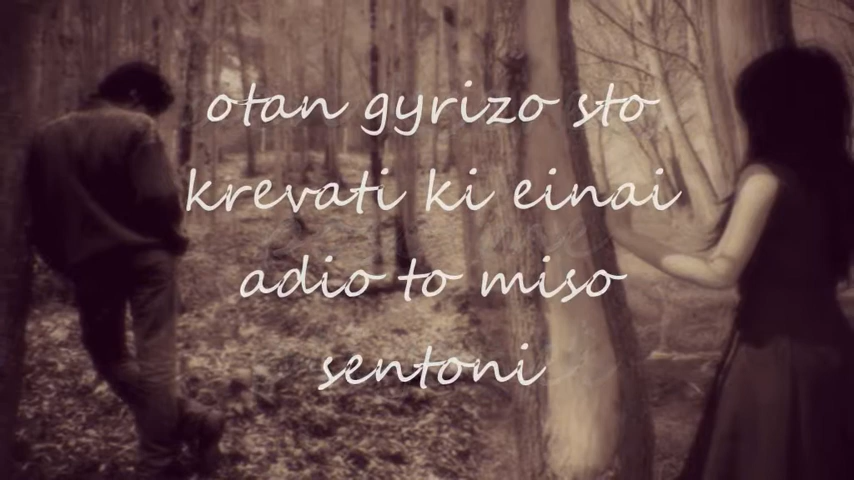 otan gyrizo sto
krevati ki einai
adio to miso
sentoni